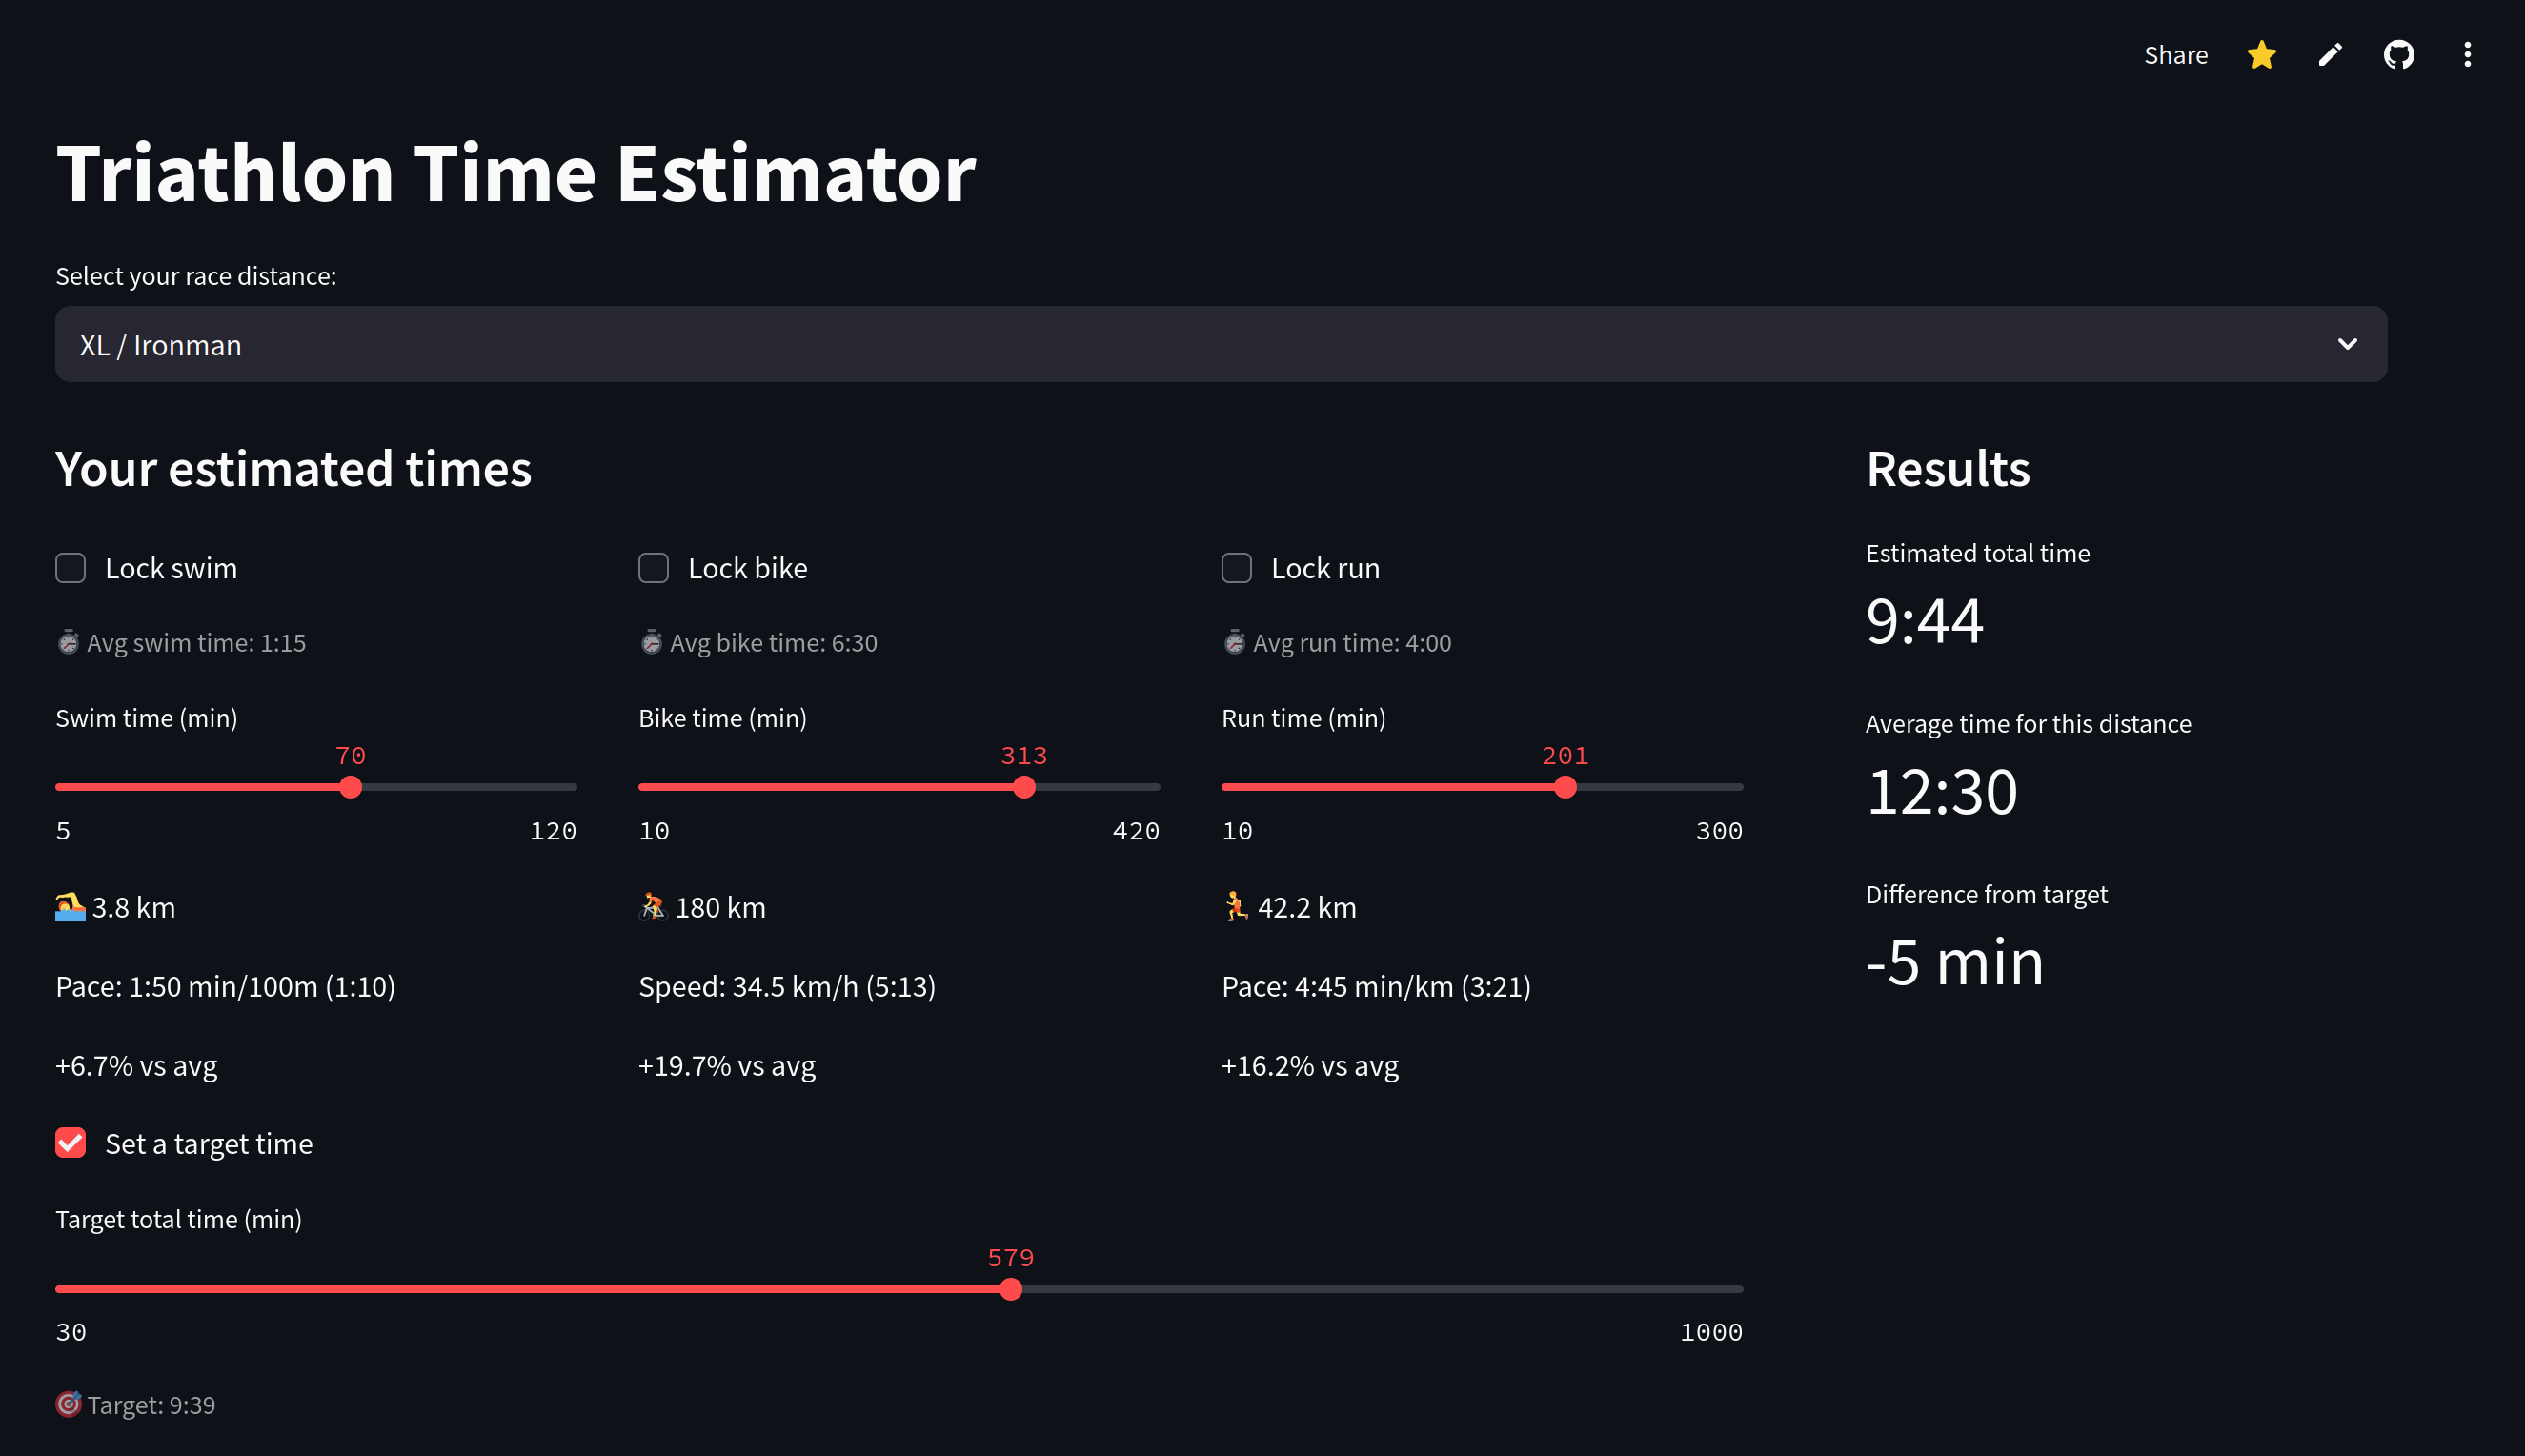 Share
Triathlon Time Estimator
Select your race distance:
XL / Ironman
Your estimated times
Lock swim
Avg swim time: 1:15
Swim time (min)
70
5 120
3.8 km
Pace: 1:50 min/100m (1:10)
+6.7% vs avg
Lock bike
Avg bike time: 6:30
Bike time (min)
313
10 420
180 km
Speed: 34.5 km/h (5:13)
+19.7% vs avg
Lock run
Avg run time: 4:00
Run time (min)
201
10 300
42.2 km
Pace: 4:45 min/km (3:21)
+16.2% vs avg
Set a target time
Target total time (min)
579
30 1000
Target: 9:39
Results
Estimated total time
9:44
Average time for this distance
12:30
Difference from target
-5 min